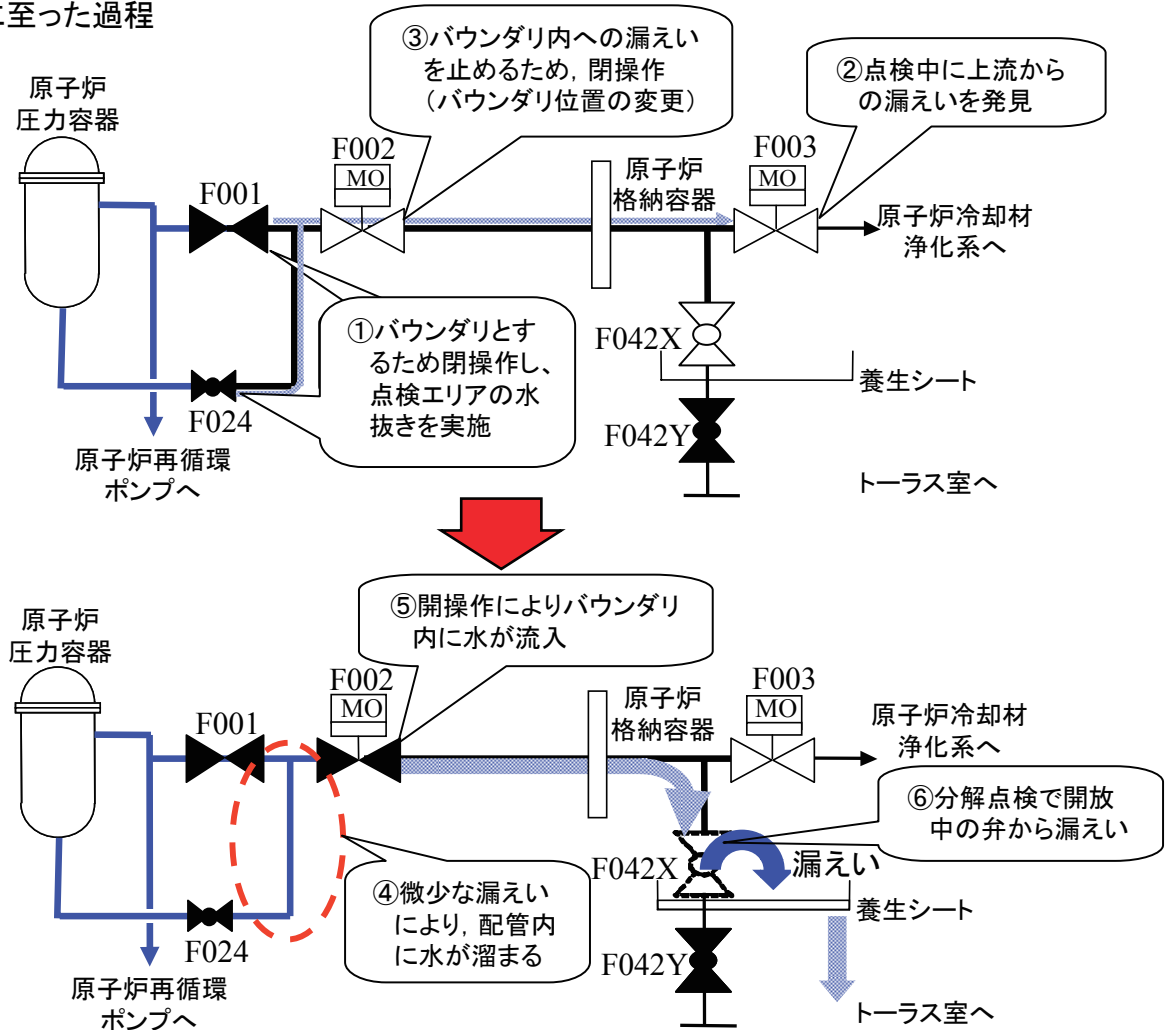 に至った過程
③バウンダリ内への漏えい
を止めるため,閉操作
（バウンダリ位置の変更）
②点検中に上流から
の漏えいを発見
原子炉
圧力容器
F001
F002
MO
原子炉
格納容器
F003
MO
原子炉冷却材
浄化系へ
①バウンダリとす
るため閉操作し、
点検エリアの水
抜きを実施
F042X
養生シート
F024
F042Y
原子炉再循環
ポンプへ
トーラス室へ
⑤開操作によりバウンダリ
内に水が流入
原子炉
圧力容器
F001
F002
MO
原子炉
格納容器
F003
MO
原子炉冷却材
浄化系へ
⑥分解点検で開放
中の弁から漏えい
F042X
漏えい
④微少な漏えい
により,配管内
に水が溜まる
養生シート
F024
F042Y
原子炉再循環
ポンプへ
トーラス室へ